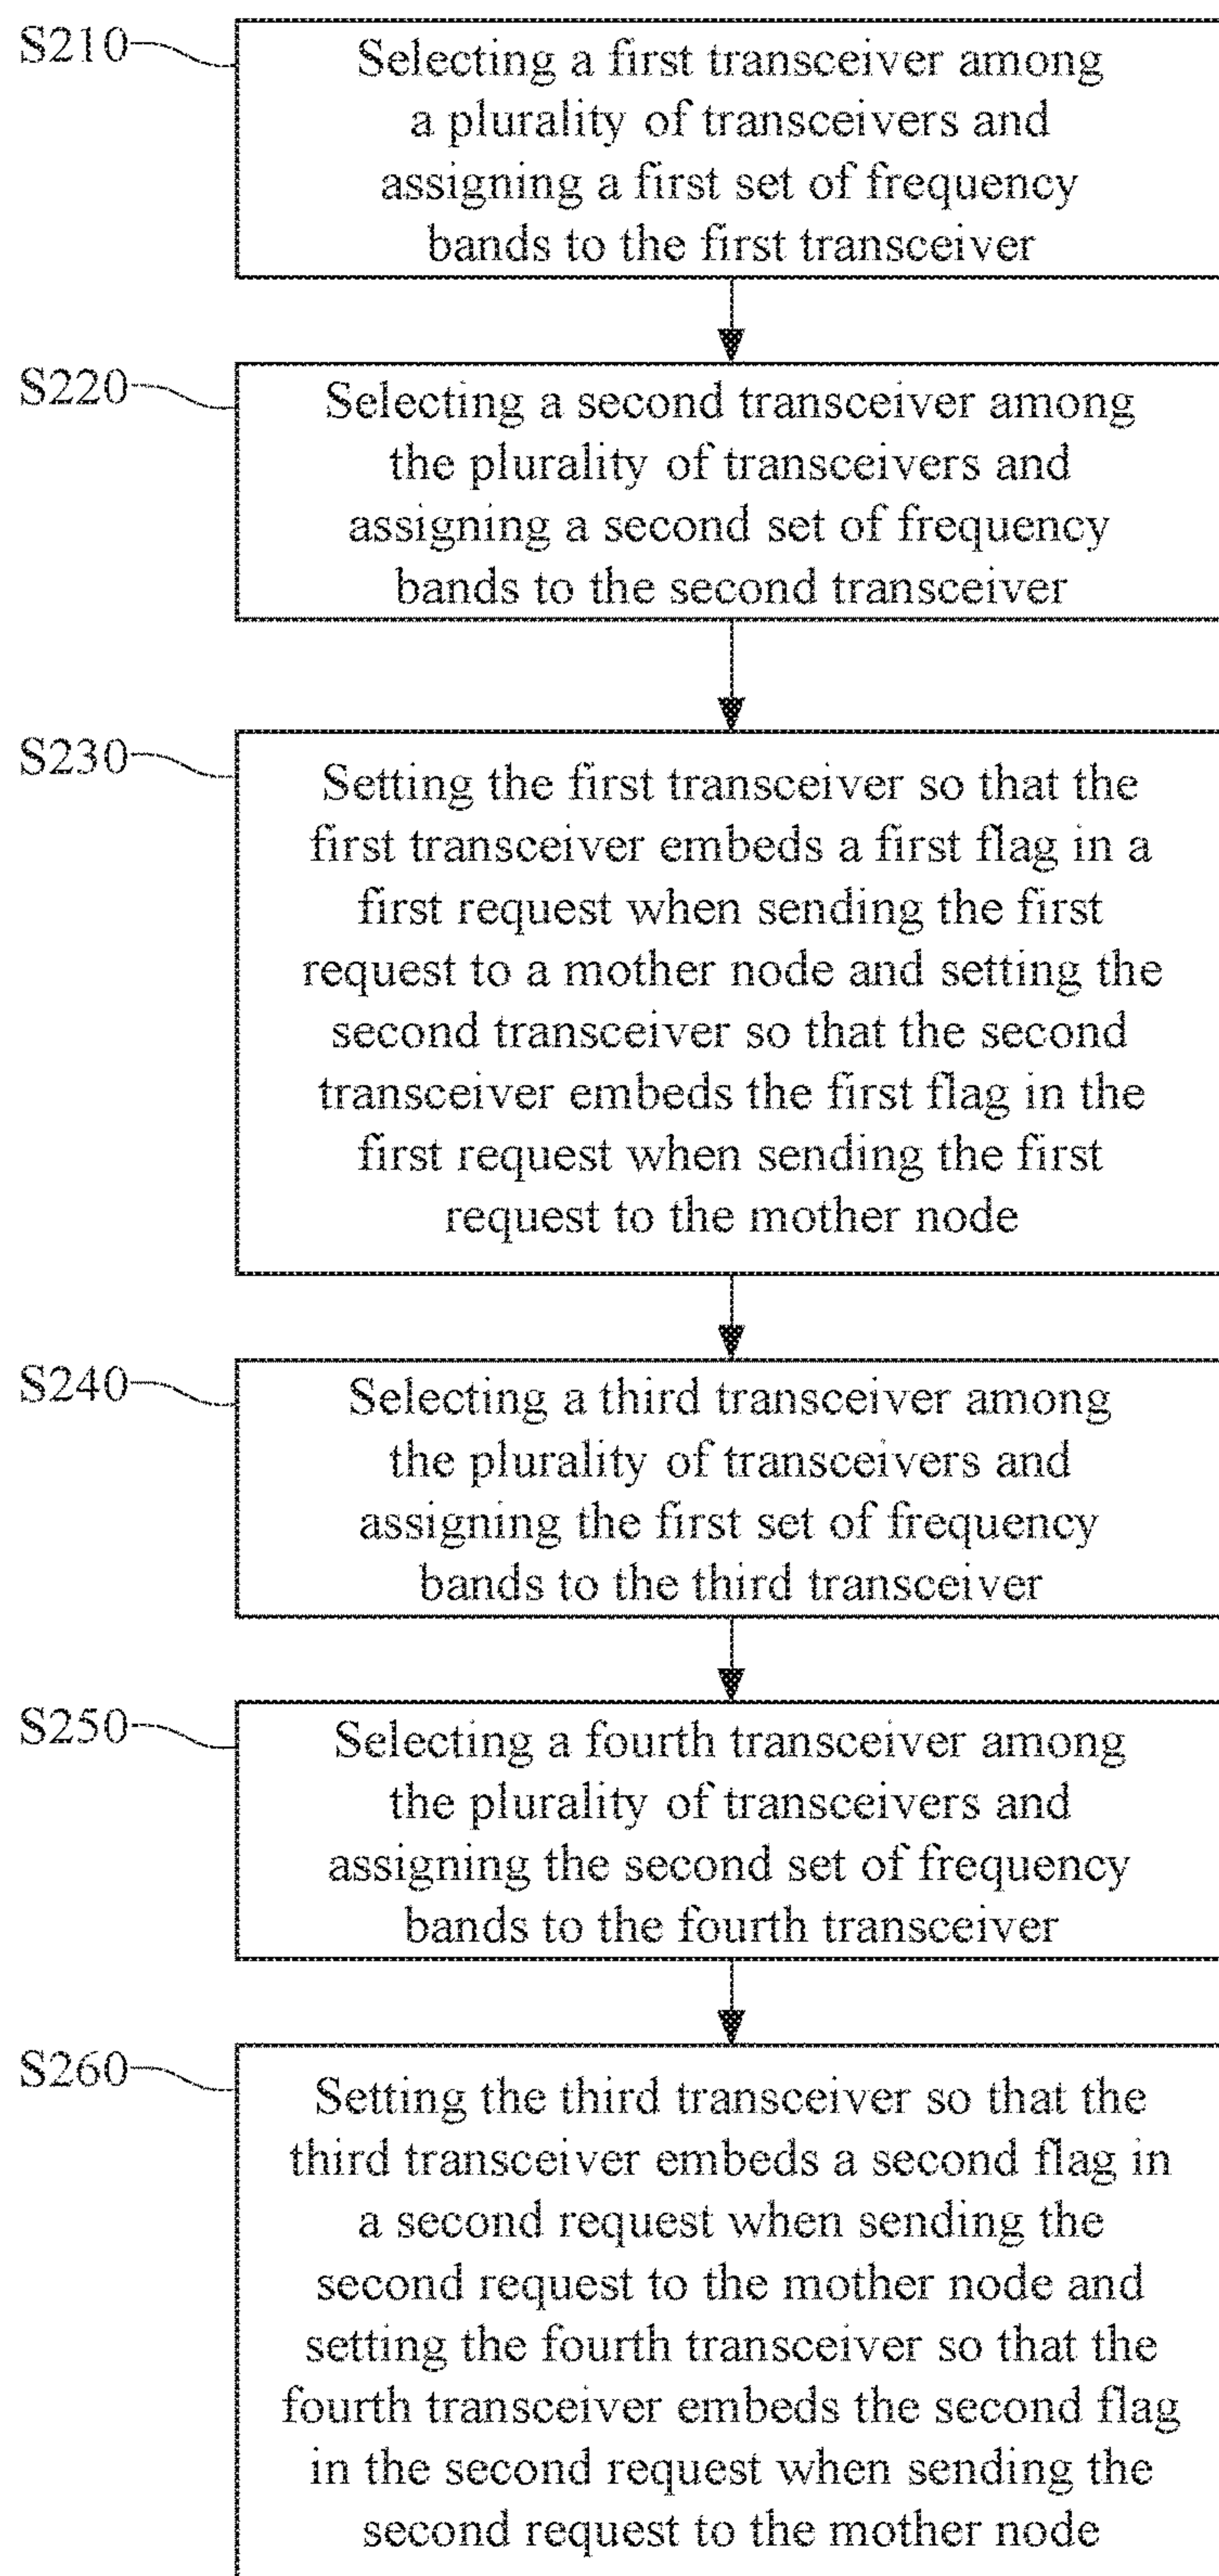 S210
Selecting a first transceiver among
a plurality of transceivers and
assigning a first set of frequency
bands to the first transceiver
S220
Selecting a second transceiver among
the plurality of transceivers and
assigning a second set of frequency
bands to the second transceiver
S230
Setting the first transceiver so that the
first transceiver embeds a first flag in a
first request when sending the first
request to a mother node and setting the
second transceiver so that the second
transceiver embeds the first flag in the
first request when sending the first
request to the mother node
S240
Selecting a third transceiver among
the plurality of transceivers and
assigning the first set of frequency
bands to the third transceiver
S250
Selecting a fourth transceiver among
the plurality of transceivers and
assigning the second set of frequency
bands to the fourth transceiver
S260
Setting the third transceiver so that the
third transceiver embeds a second flag in
a second request when sending the
second request to the mother node and
setting the fourth transceiver so that the
fourth transceiver embeds the second flag
in the second request when sending the
second request to the mother node